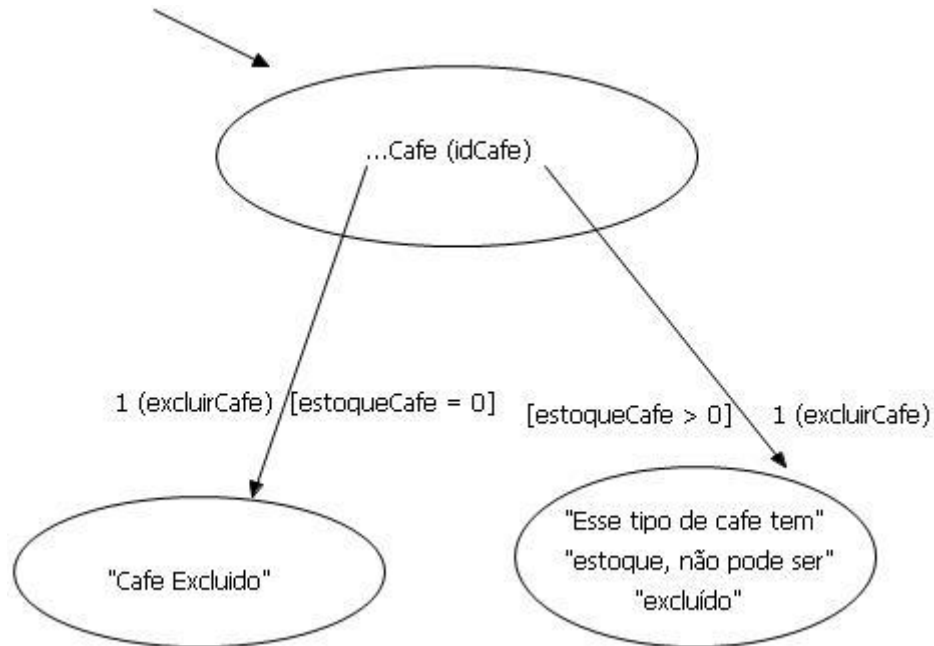 ...Cafe (idCafe)
1 (excluirCafe) [estoqueCafe = 0]
[estoqueCafe > 0] 1 (excluirCafe)
"Cafe Excluido"
"Esse tipo de cafe tem"
"estoque, não pode ser"
"excluído"